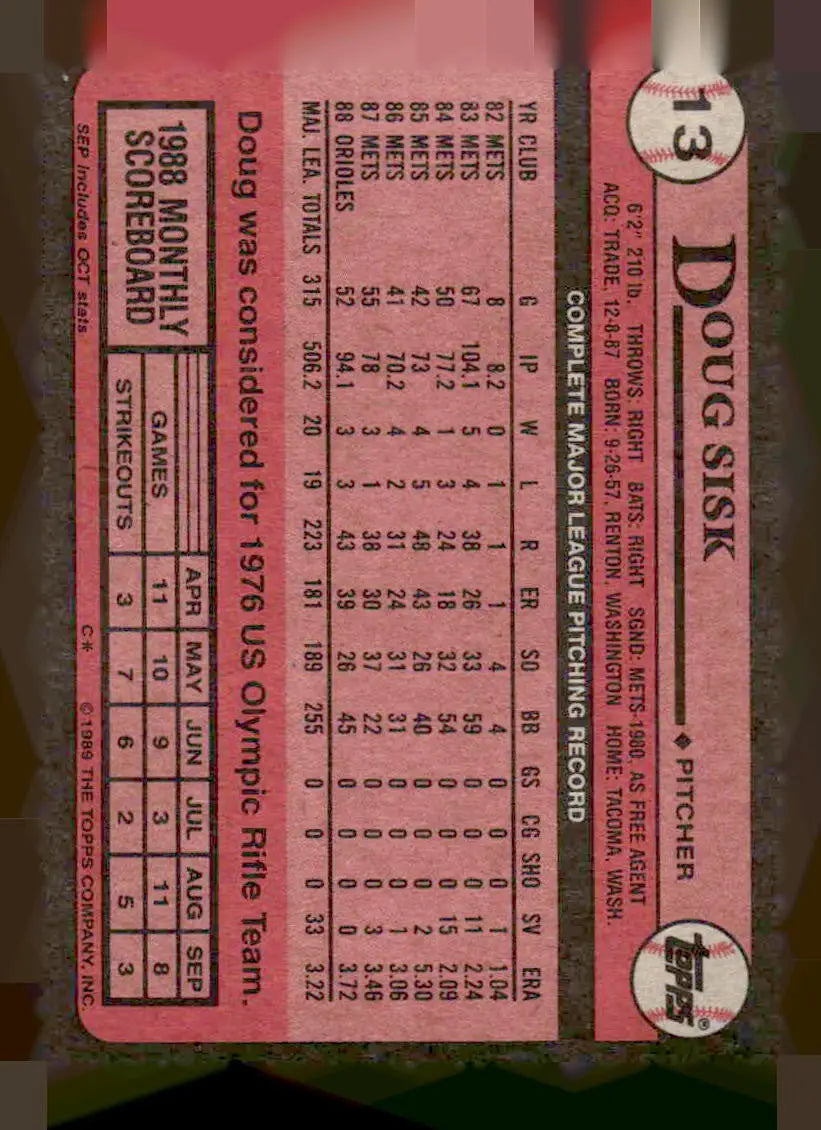 13
DOUG SISK ♦ PITCHER
TOPPS®
6'2" 210 lb. THROWS: RIGHT BATS: RIGHT SGND: METS-1980, AS FREE AGENT
ACQ: TRADE, 12-8-87 BORN: 9-26-57, RENTON WASHINGTON HOME: TACOMA, WASH.
COMPLETE MAJOR LEAGUE PITCHING RECORD
YR CLUB G IP W L R ER SO BB GS CG SHO SV ERA
82 METS 8 8.2 0 1 1 1 4 4 0 0 0 1 1.04
83 METS 67 104.1 5 4 38 26 33 59 0 0 0 11 2.24
84 METS 50 77.2 1 3 24 18 32 54 0 0 0 15 2.09
85 METS 42 73 4 5 48 43 26 40 0 0 0 2 5.30
86 METS 41 70.2 4 2 31 24 31 31 0 0 0 1 3.06
87 METS 55 78 3 1 38 30 37 22 0 0 0 3 3.46
88 ORIOLES 52 94.1 3 3 43 39 26 45 0 0 0 0 3.72
MAJ. LEA. TOTALS 315 506.2 20 19 223 181 189 255 0 0 0 33 3.22
Doug was considered for 1976 US Olympic Rifle Team.
1988 MONTHLY
SCOREBOARD
APR MAY JUN JUL AUG SEP
GAMES 11 10 9 3 11 8
STRIKEOUTS 3 7 6 2 5 3
SEP includes OCT stats C* ©1989 THE TOPPS COMPANY, INC.